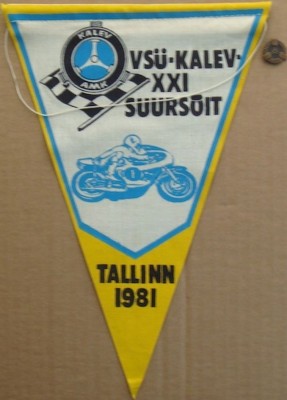 KALEV
AMK
VSÜ-KALEV-
XXI
SUURSÕIT
1
TALLINN
1981